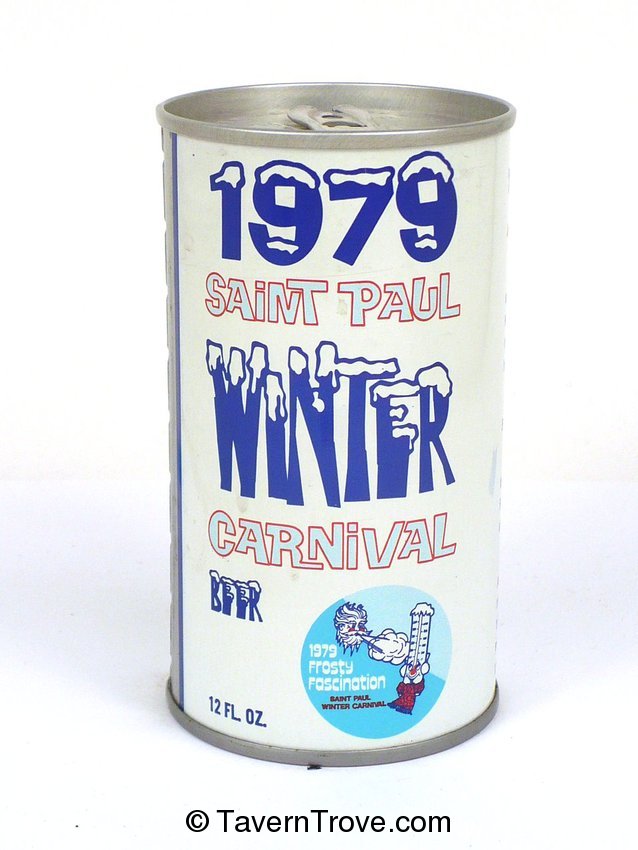 1979
SAiNT PAUL
WiNTER
CARNiVAL
BEER
1979
Frosty
Fascination
SAINT PAUL
WINTER CARNIVAL
12 FL. OZ.
© TavernTrove.com